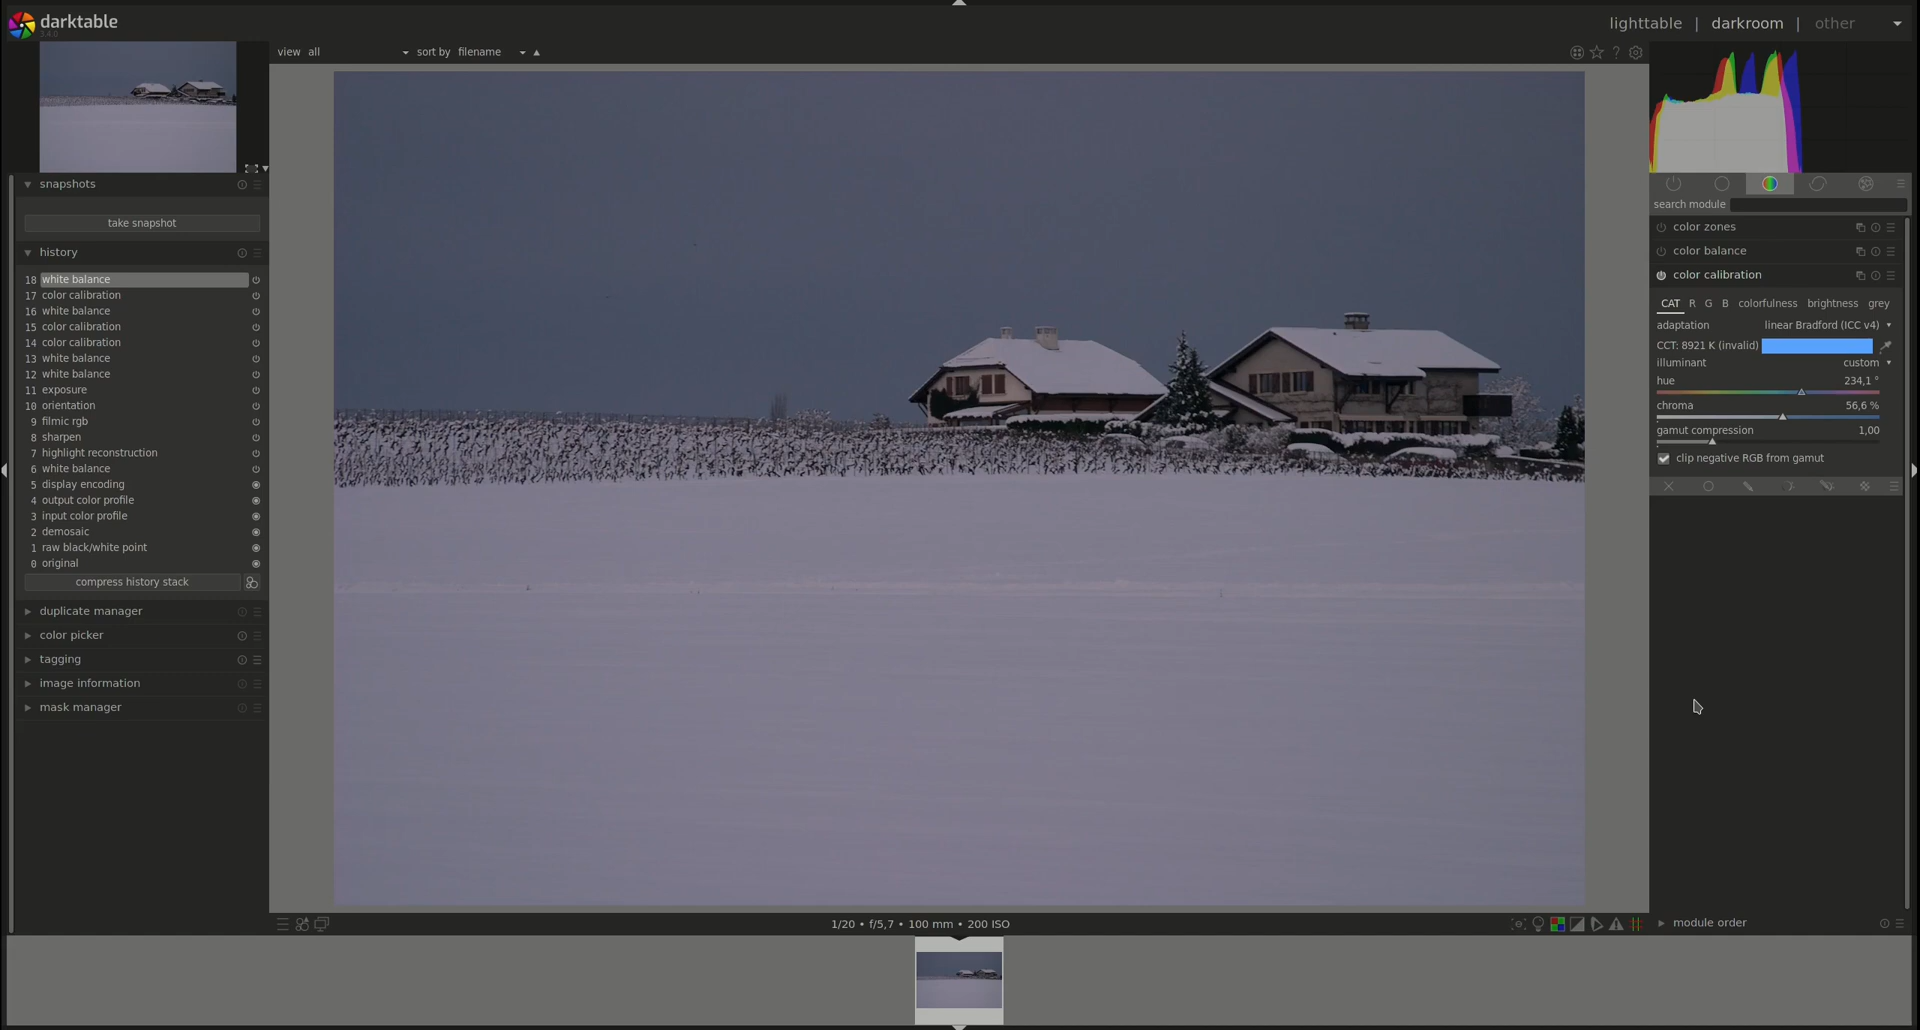 darktable
3.4.0
lighttable | darkroom | other
view all sort by filename
snapshots
take snapshot
history
18 white balance
17 color calibration
16 white balance
15 color calibration
14 color calibration
13 white balance
12 white balance
11 exposure
10 orientation
9 filmic rgb
8 sharpen
7 highlight reconstruction
6 white balance
5 display encoding
4 output color profile
3 input color profile
2 demosaic
1 raw black/white point
0 original
compress history stack
duplicate manager
color picker
tagging
image information
mask manager
1/20 • f/5,7 • 100 mm • 200 ISO
search module
color zones
color balance
color calibration
CAT R G B colorfulness brightness grey
adaptation linear Bradford (ICC v4)
CCT: 8921 K (invalid)
illuminant custom
hue 234,1 °
chroma 56,6 %
gamut compression 1,00
clip negative RGB from gamut
module order